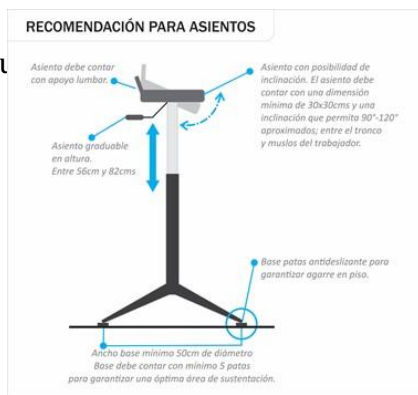 RECOMENDACIÓN PARA ASIENTOS
Asiento debe contar
con apoyo lumbar.
Asiento con posibilidad de
inclinación. El asiento debe
contar con una dimensión
mínima de 30x30cms y una
inclinación que permita 90°-120°
aproximados; entre el tronco
y muslos del trabajador.
Asiento graduable
en altura.
Entre 56cm y 82cms
Base patas antideslizante para
garantizar agarre en piso.
Ancho base mínimo 50cm de diámetro
Base debe contar con mínimo 5 patas
para garantizar una óptima área de sustentación.